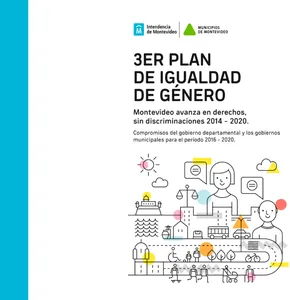 Intendencia
de Montevideo
MUNICIPIOS
DE MONTEVIDEO
3ER PLAN
DE IGUALDAD
DE GÉNERO
Montevideo avanza en derechos,
sin discriminaciones 2014 - 2020.
Compromisos del gobierno departamental y los gobiernos
municipales para el período 2016 - 2020.